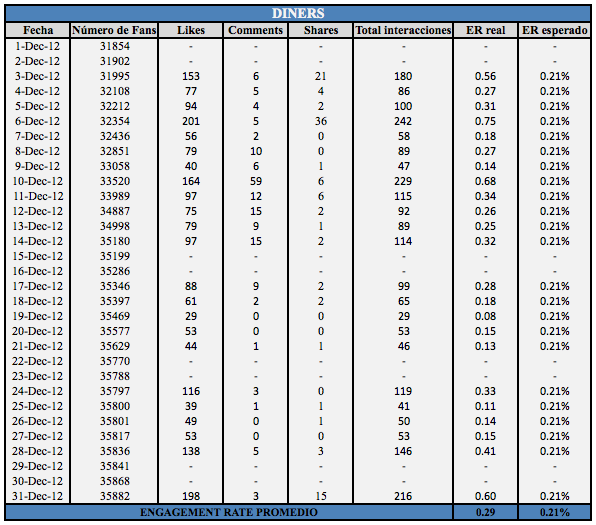 DINERS
Fecha Número de Fans Likes Comments Shares Total interacciones ER real ER esperado
1-Dec-12 31854 - - - - - -
2-Dec-12 31902 - - - - - -
3-Dec-12 31995 153 6 21 180 0.56 0.21%
4-Dec-12 32108 77 5 4 86 0.27 0.21%
5-Dec-12 32212 94 4 2 100 0.31 0.21%
6-Dec-12 32354 201 5 36 242 0.75 0.21%
7-Dec-12 32436 56 2 0 58 0.18 0.21%
8-Dec-12 32851 79 10 0 89 0.27 0.21%
9-Dec-12 33058 40 6 1 47 0.14 0.21%
10-Dec-12 33520 164 59 6 229 0.68 0.21%
11-Dec-12 33989 97 12 6 115 0.34 0.21%
12-Dec-12 34887 75 15 2 92 0.26 0.21%
13-Dec-12 34998 79 9 1 89 0.25 0.21%
14-Dec-12 35180 97 15 2 114 0.32 0.21%
15-Dec-12 35199 - - - - - -
16-Dec-12 35286 - - - - - -
17-Dec-12 35346 88 9 2 99 0.28 0.21%
18-Dec-12 35397 61 2 2 65 0.18 0.21%
19-Dec-12 35469 29 0 0 29 0.08 0.21%
20-Dec-12 35577 53 0 0 53 0.15 0.21%
21-Dec-12 35629 44 1 1 46 0.13 0.21%
22-Dec-12 35770 - - - - - -
23-Dec-12 35788 - - - - - -
24-Dec-12 35797 116 3 0 119 0.33 0.21%
25-Dec-12 35800 39 1 1 41 0.11 0.21%
26-Dec-12 35801 49 0 1 50 0.14 0.21%
27-Dec-12 35817 53 0 0 53 0.15 0.21%
28-Dec-12 35836 138 5 3 146 0.41 0.21%
29-Dec-12 35841 - - - - - -
30-Dec-12 35868 - - - - - -
31-Dec-12 35882 198 3 15 216 0.60 0.21%
ENGAGEMENT RATE PROMEDIO 0.29 0.21%